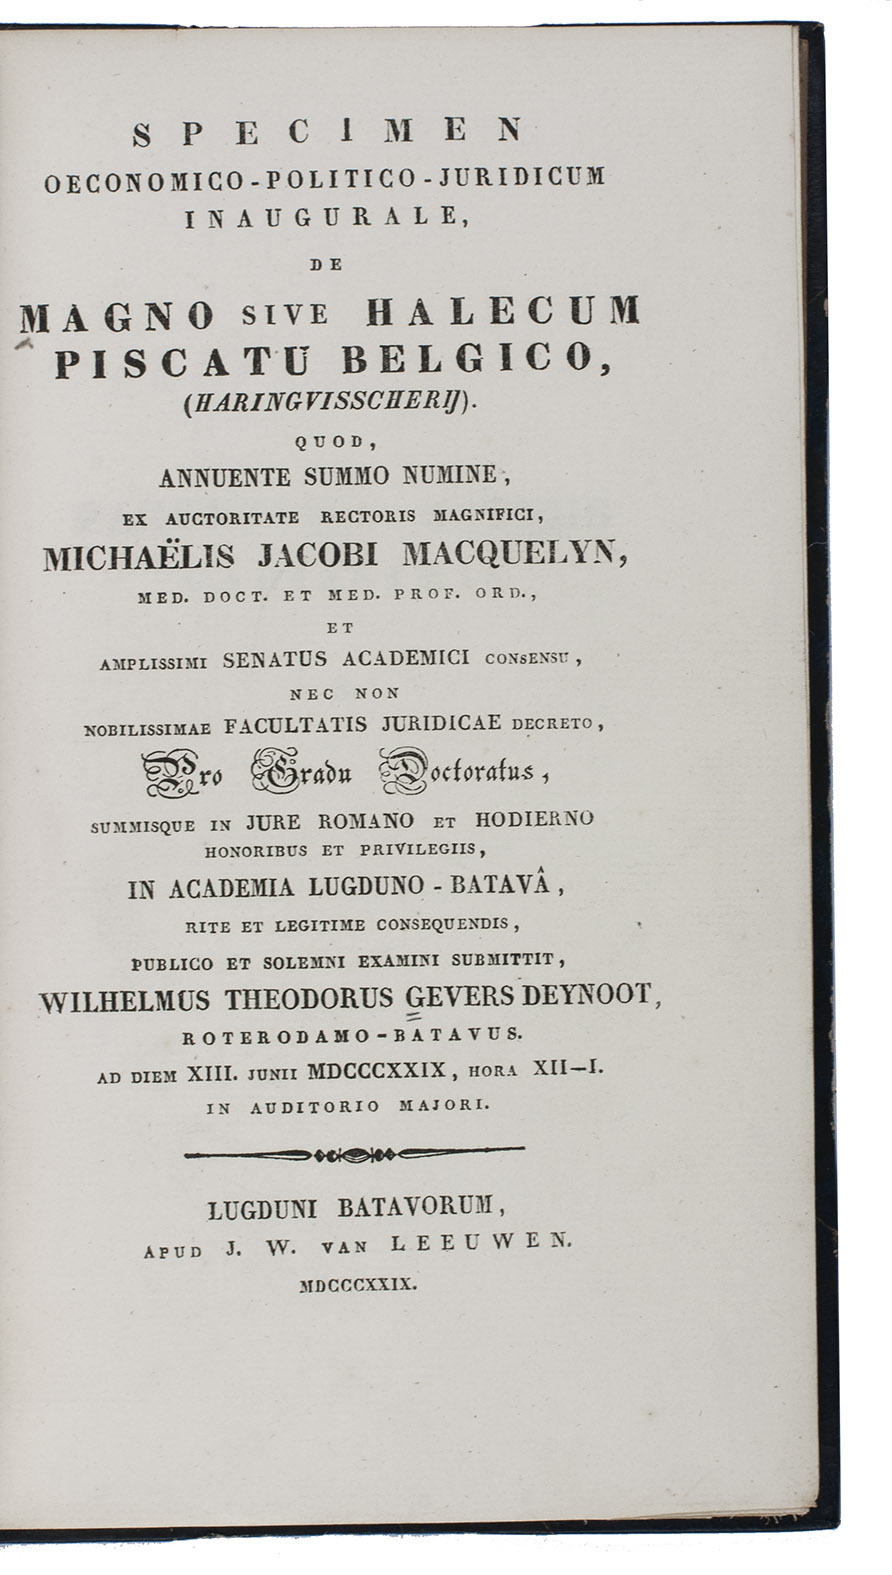 SPECIMEN
OECONOMICO-POLITICO-JURIDICUM
INAUGURALE,
DE
MAGNO SIVE HALECUM
PISCATU BELGICO,
(HARINGVISSCHERIJ).
QUOD,
ANNUENTE SUMMO NUMINE,
EX AUCTORITATE RECTORIS MAGNIFICI,
MICHAËLIS JACOBI MACQUELYN,
MED. DOCT. ET MED. PROF. ORD.,
ET
AMPLISSIMI SENATUS ACADEMICI CONSENSU,
NEC NON
NOBILISSIMAE FACULTATIS JURIDICAE DECRETO,
Pro Gradu Doctoratus,
SUMMISQUE IN JURE ROMANO ET HODIERNO
HONORIBUS ET PRIVILEGIIS,
IN ACADEMIA LUGDUNO-BATAVÂ,
RITE ET LEGITIME CONSEQUENDIS,
PUBLICO ET SOLEMNI EXAMINI SUBMITTIT,
WILHELMUS THEODORUS GEVERS DEYNOOT,
ROTERODAMO-BATAVUS.
AD DIEM XIII. JUNII MDCCCXXIX, HORA XII—I.
IN AUDITORIO MAJORI.
LUGDUNI BATAVORUM,
APUD J. W. VAN LEEUWEN.
MDCCCXXIX.